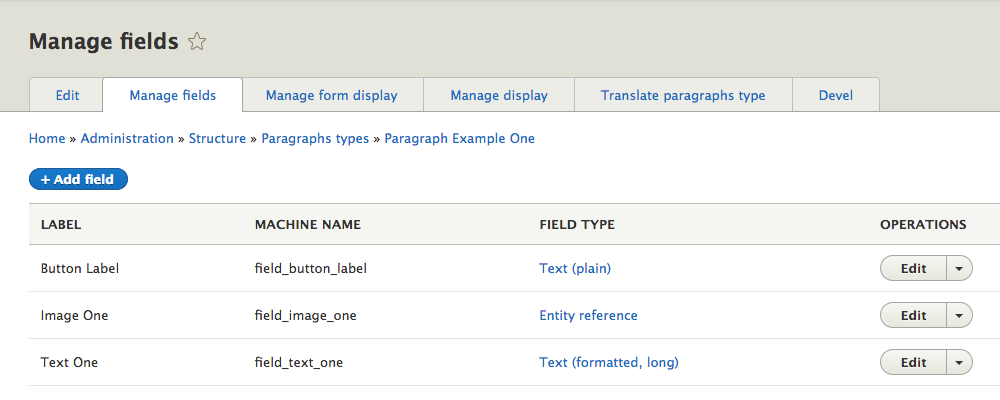 Manage fields
Edit Manage fields Manage form display Manage display Translate paragraphs type Devel
Home » Administration » Structure » Paragraphs types » Paragraph Example One
+ Add field
LABEL MACHINE NAME FIELD TYPE OPERATIONS
Button Label field_button_label Text (plain) Edit
Image One field_image_one Entity reference Edit
Text One field_text_one Text (formatted, long) Edit